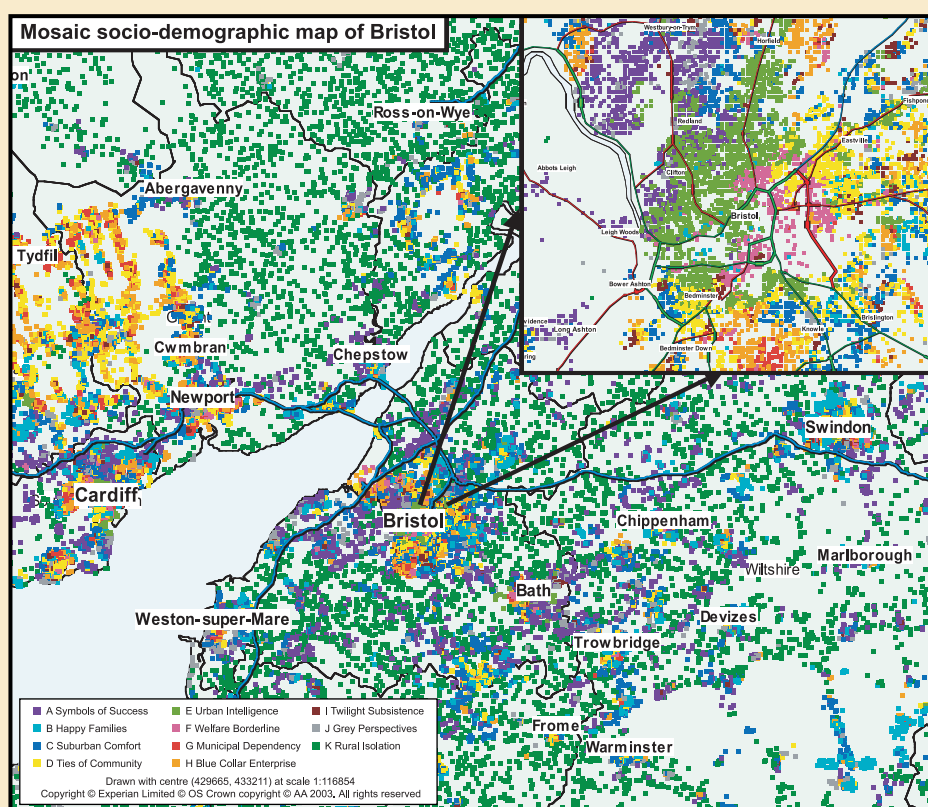 Mosaic socio-demographic map of Bristol
on
Ross-on-Wye
Abergavenny
Tydfil
Cwmbran
Chepstow
Newport
Cardiff
Bristol
Swindon
Chippenham
Marlborough
Wiltshire
Bath
Weston-super-Mare
Devizes
Trowbridge
Frome
Warminster
Westbury-on-Trym
Horfield
Fishpond
Redland
Eastville
Abbots Leigh
Clifton
Bristol
Leigh Woods
Bower Ashton
Bedminster
Brislington
Knowle
Long Ashton
Bedminster Down
A Symbols of Success
B Happy Families
C Suburban Comfort
D Ties of Community
E Urban Intelligence
F Welfare Borderline
G Municipal Dependency
H Blue Collar Enterprise
I Twilight Subsistence
J Grey Perspectives
K Rural Isolation
Drawn with centre (429665, 433211) at scale 1:116854
Copyright © Experian Limited © OS Crown copyright © AA 2003. All rights reserved